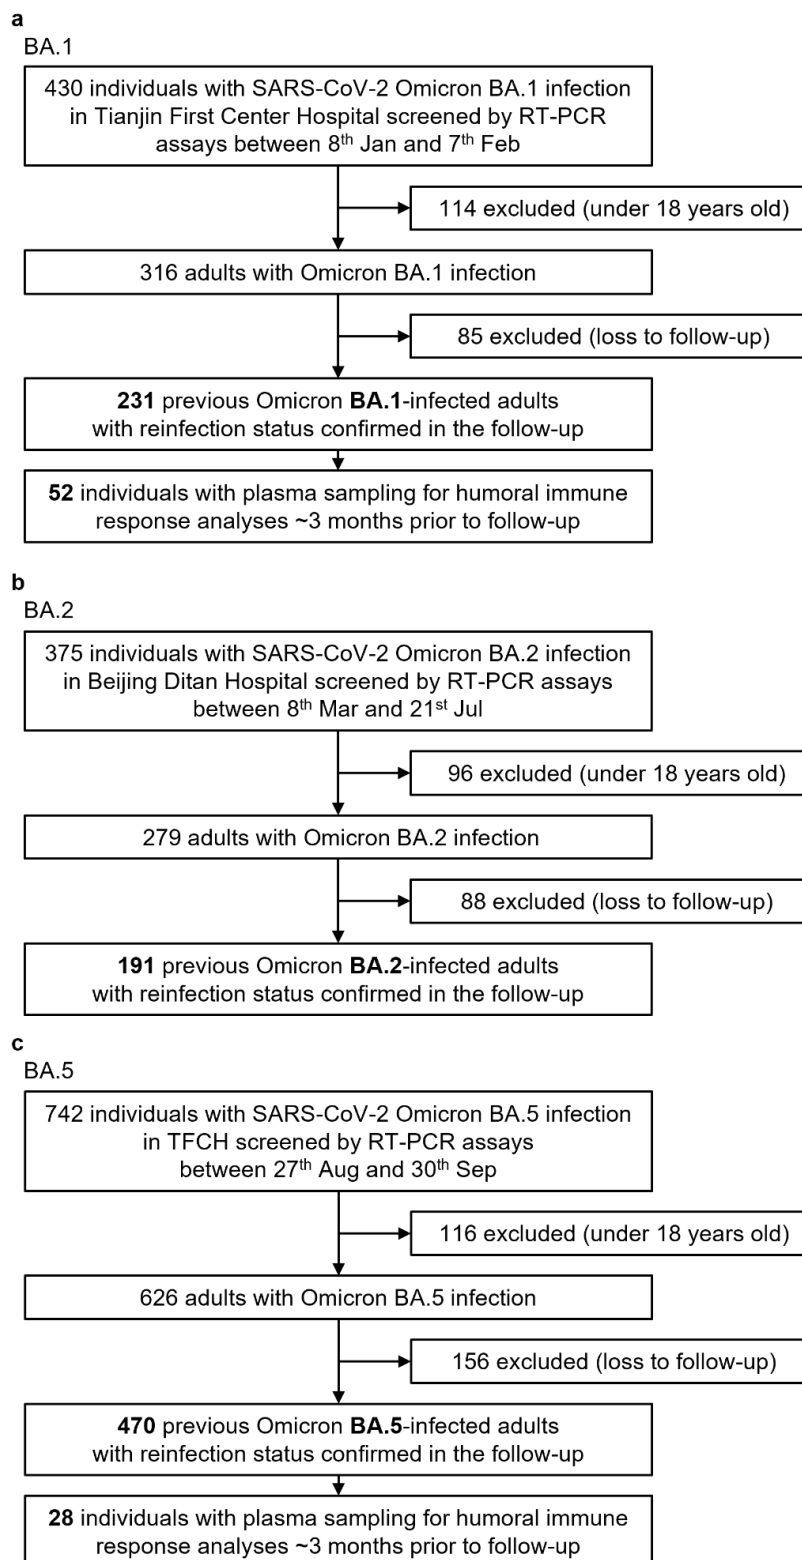 a
BA.1
430 individuals with SARS-CoV-2 Omicron BA.1 infection
in Tianjin First Center Hospital screened by RT-PCR
assays between 8th Jan and 7th Feb
114 excluded (under 18 years old)
316 adults with Omicron BA.1 infection
85 excluded (loss to follow-up)
231 previous Omicron BA.1-infected adults
with reinfection status confirmed in the follow-up
52 individuals with plasma sampling for humoral immune
response analyses ~3 months prior to follow-up
b
BA.2
375 individuals with SARS-CoV-2 Omicron BA.2 infection
in Beijing Ditan Hospital screened by RT-PCR assays
between 8th Mar and 21st Jul
96 excluded (under 18 years old)
279 adults with Omicron BA.2 infection
88 excluded (loss to follow-up)
191 previous Omicron BA.2-infected adults
with reinfection status confirmed in the follow-up
c
BA.5
742 individuals with SARS-CoV-2 Omicron BA.5 infection
in TFCH screened by RT-PCR assays
between 27th Aug and 30th Sep
116 excluded (under 18 years old)
626 adults with Omicron BA.5 infection
156 excluded (loss to follow-up)
470 previous Omicron BA.5-infected adults
with reinfection status confirmed in the follow-up
28 individuals with plasma sampling for humoral immune
response analyses ~3 months prior to follow-up